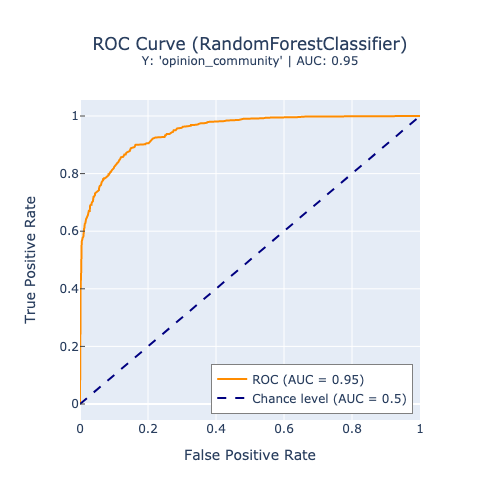 ROC Curve (RandomForestClassifier)
Y: 'opinion_community' | AUC: 0.95
True Positive Rate
1
0.8
0.6
0.4
0.2
0
ROC (AUC = 0.95)
Chance level (AUC = 0.5)
0 0.2 0.4 0.6 0.8 1
False Positive Rate